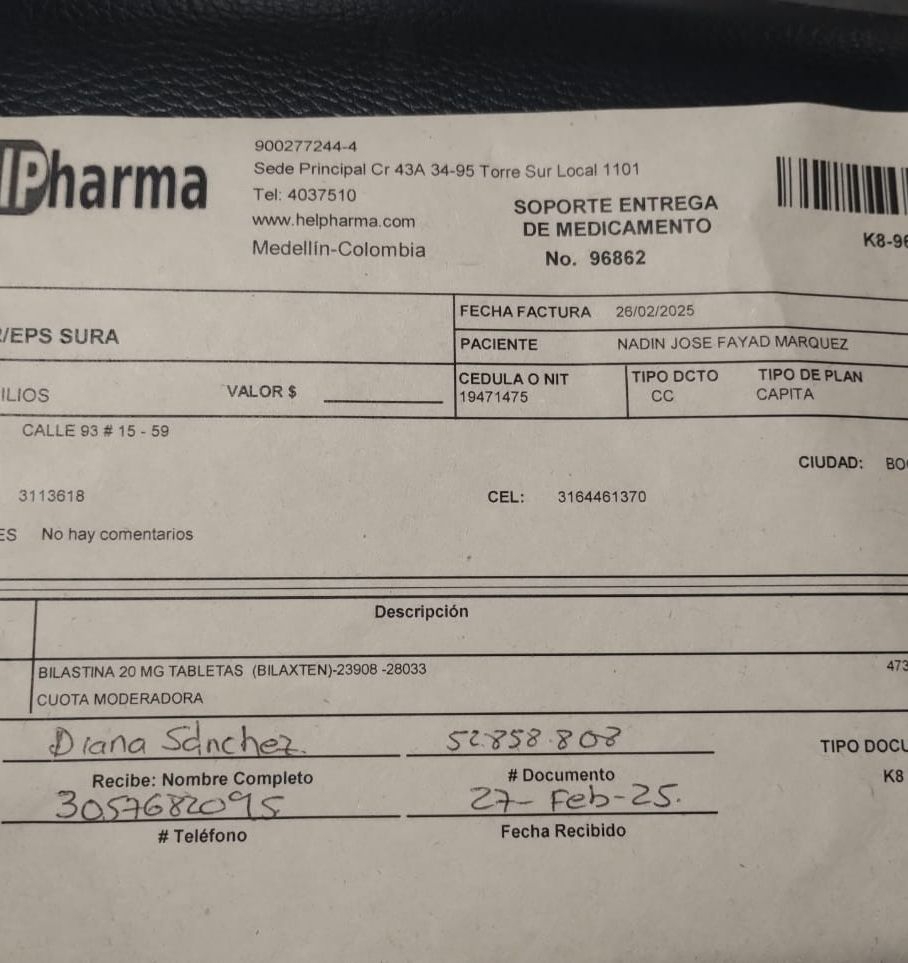 lPharma
900277244-4
Sede Principal Cr 43A 34-95 Torre Sur Local 1101
Tel: 4037510
www.helpharma.com
Medellín-Colombia
SOPORTE ENTREGA
DE MEDICAMENTO
No. 96862
K8-96
/EPS SURA
FECHA FACTURA 26/02/2025
PACIENTE NADIN JOSE FAYAD MARQUEZ
ILIOS VALOR $
CEDULA O NIT TIPO DCTO TIPO DE PLAN
19471475 CC CAPITA
CALLE 93 # 15 - 59
CIUDAD: BO
3113618 CEL: 3164461370
ES No hay comentarios
Descripción
BILASTINA 20 MG TABLETAS (BILAXTEN)-23908 -28033 473
CUOTA MODERADORA
Diana Sánchez. 52.858.808
Recibe: Nombre Completo # Documento TIPO DOCU
3057682095 27- Feb-25. K8
# Teléfono Fecha Recibido